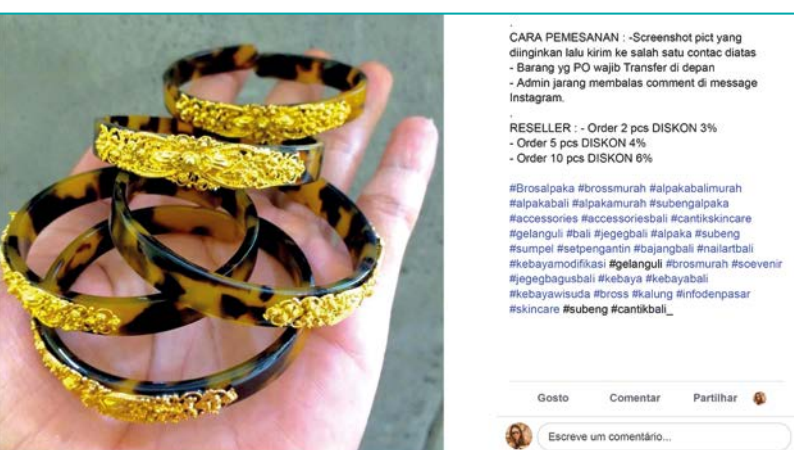 .
CARA PEMESANAN : -Screenshot pict yang
diinginkan lalu kirim ke salah satu contac diatas
- Barang yg PO wajib Transfer di depan
- Admin jarang membalas comment di message
Instagram.
.
RESELLER : - Order 2 pcs DISKON 3%
- Order 5 pcs DISKON 4%
- Order 10 pcs DISKON 6%
#Brosalpaka #brossmurah #alpakabalimurah
#alpakabali #alpakamurah #subengalpaka
#accessories #accessoriesbali #cantikskincare
#gelanguli #bali #jegegbali #alpaka #subeng
#sumpel #setpengantin #bajangbali #nailartbali
#kebayamodifikasi #gelanguli #brosmurah #soevenir
#jegegbagusbali #kebaya #kebayabali
#kebayawisuda #bross #kalung #infodenpasar
#skincare #subeng #cantikbali_
Gosto Comentar Partilhar
Escreve um comentário...